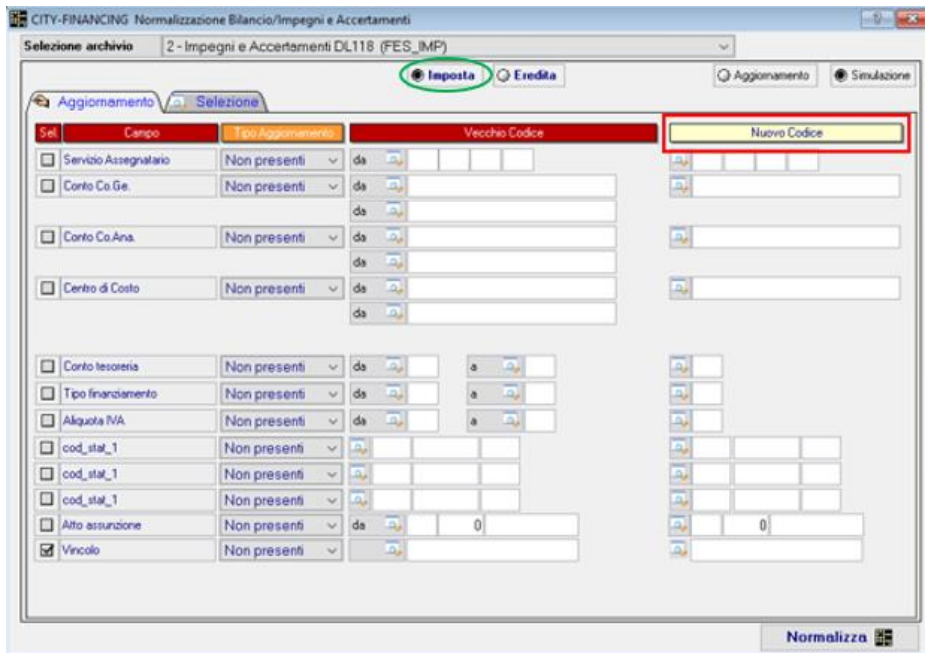 CITY-FINANCING Normalizzazione Bilancio/Impegni e Accertamenti
Selezione archivio 2 - Impegni e Accertamenti DL118 (FES_IMP)
Imposta Eredita Aggiornamento Simulazione
Aggiornamento Selezione
Sel. Campo Tipo Aggiornamento Vecchio Codice Nuovo Codice
Servizio Assegnatario Non presenti da
Conto Co.Ge. Non presenti da
da
Conto Co.Ana. Non presenti da
da
Centro di Costo Non presenti da
da
Conto tesoreria Non presenti da a
Tipo finanziamento Non presenti da a
Aliquota IVA Non presenti da a
cod_stat_1 Non presenti
cod_stat_1 Non presenti
cod_stat_1 Non presenti
Atto assunzione Non presenti da 0 0
Vincolo Non presenti
Normalizza